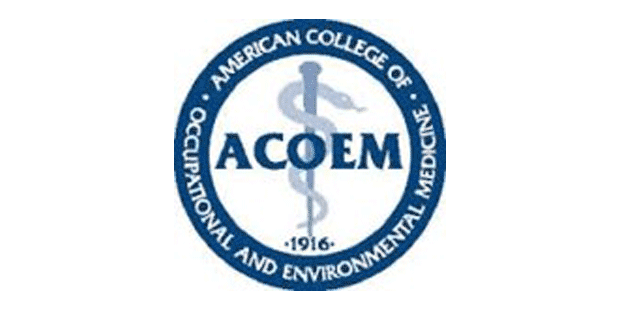 · AMERICAN COLLEGE OF ·
OCCUPATIONAL AND ENVIRONMENTAL MEDICINE
ACOEM
·1916·